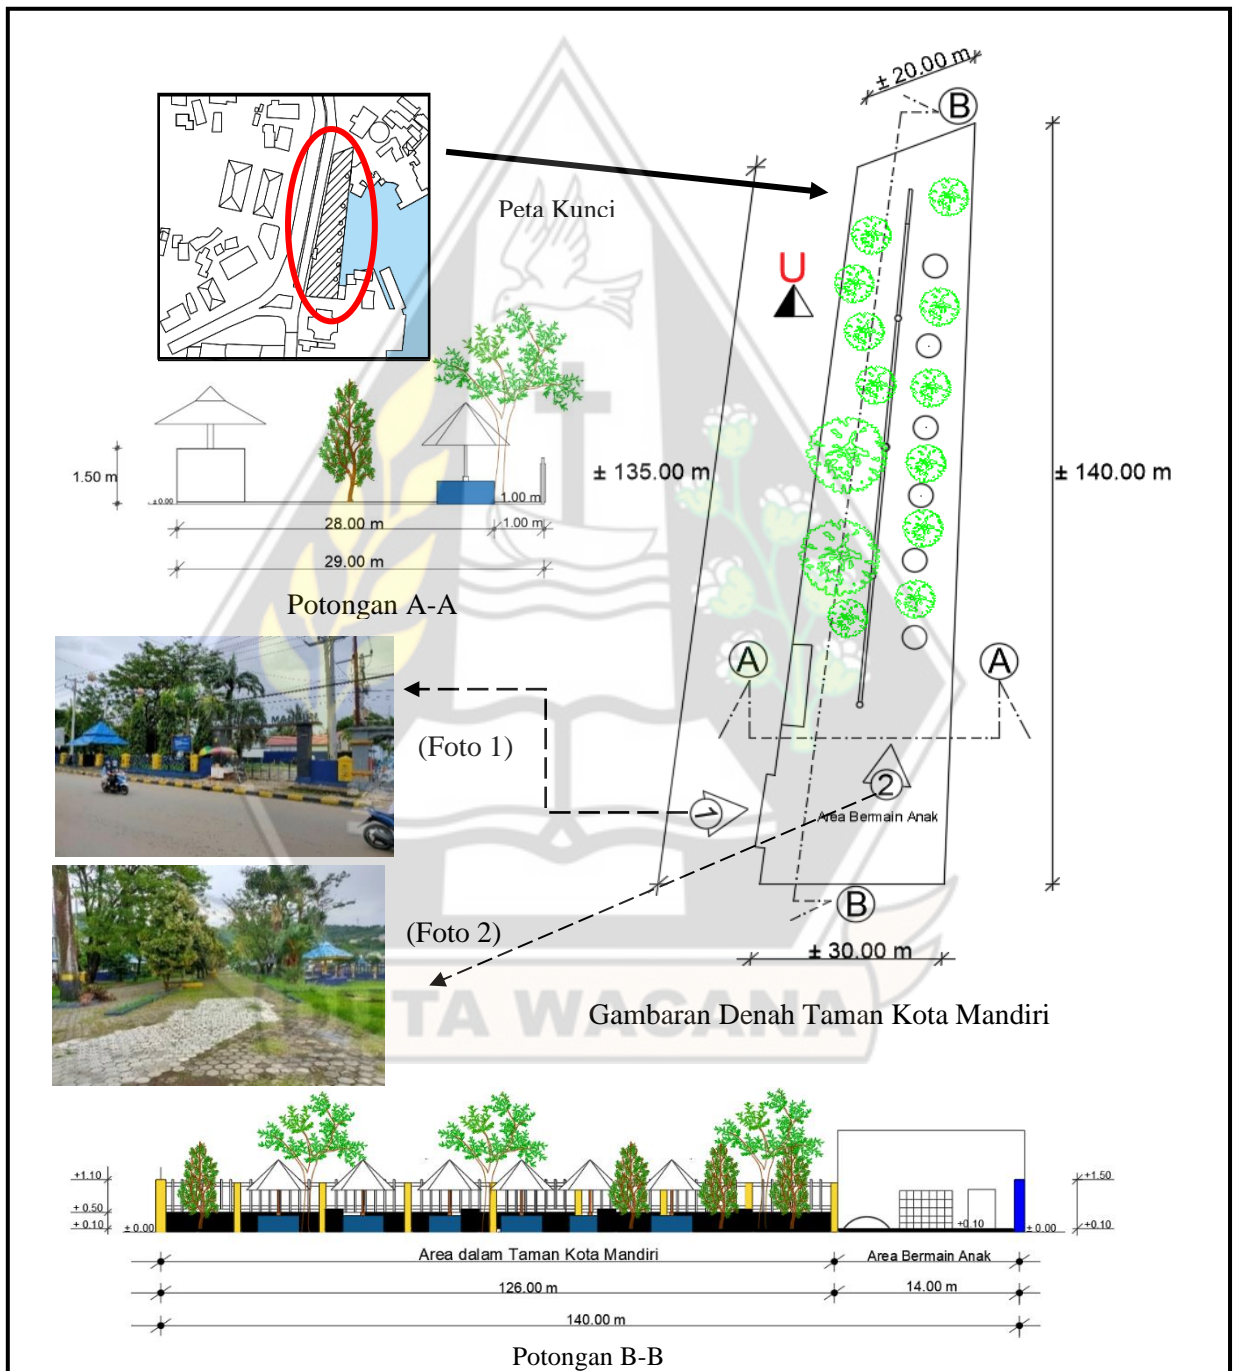 ± 20.00 m
B
Peta Kunci
U
± 135.00 m
± 140.00 m
1.50 m
± 0.00
1.00 m
28.00 m
1.00 m
29.00 m
Potongan A-A
A
A
MANDIRI
(Foto 1)
1
2
Area Bermain Anak
B
(Foto 2)
± 30.00 m
TA WACANA
Gambaran Denah Taman Kota Mandiri
+1.10
+ 0.50
+ 0.10
± 0.00
+0.10
± 0.00
+1.50
+0.10
Area dalam Taman Kota Mandiri
Area Bermain Anak
126.00 m
14.00 m
140.00 m
Potongan B-B